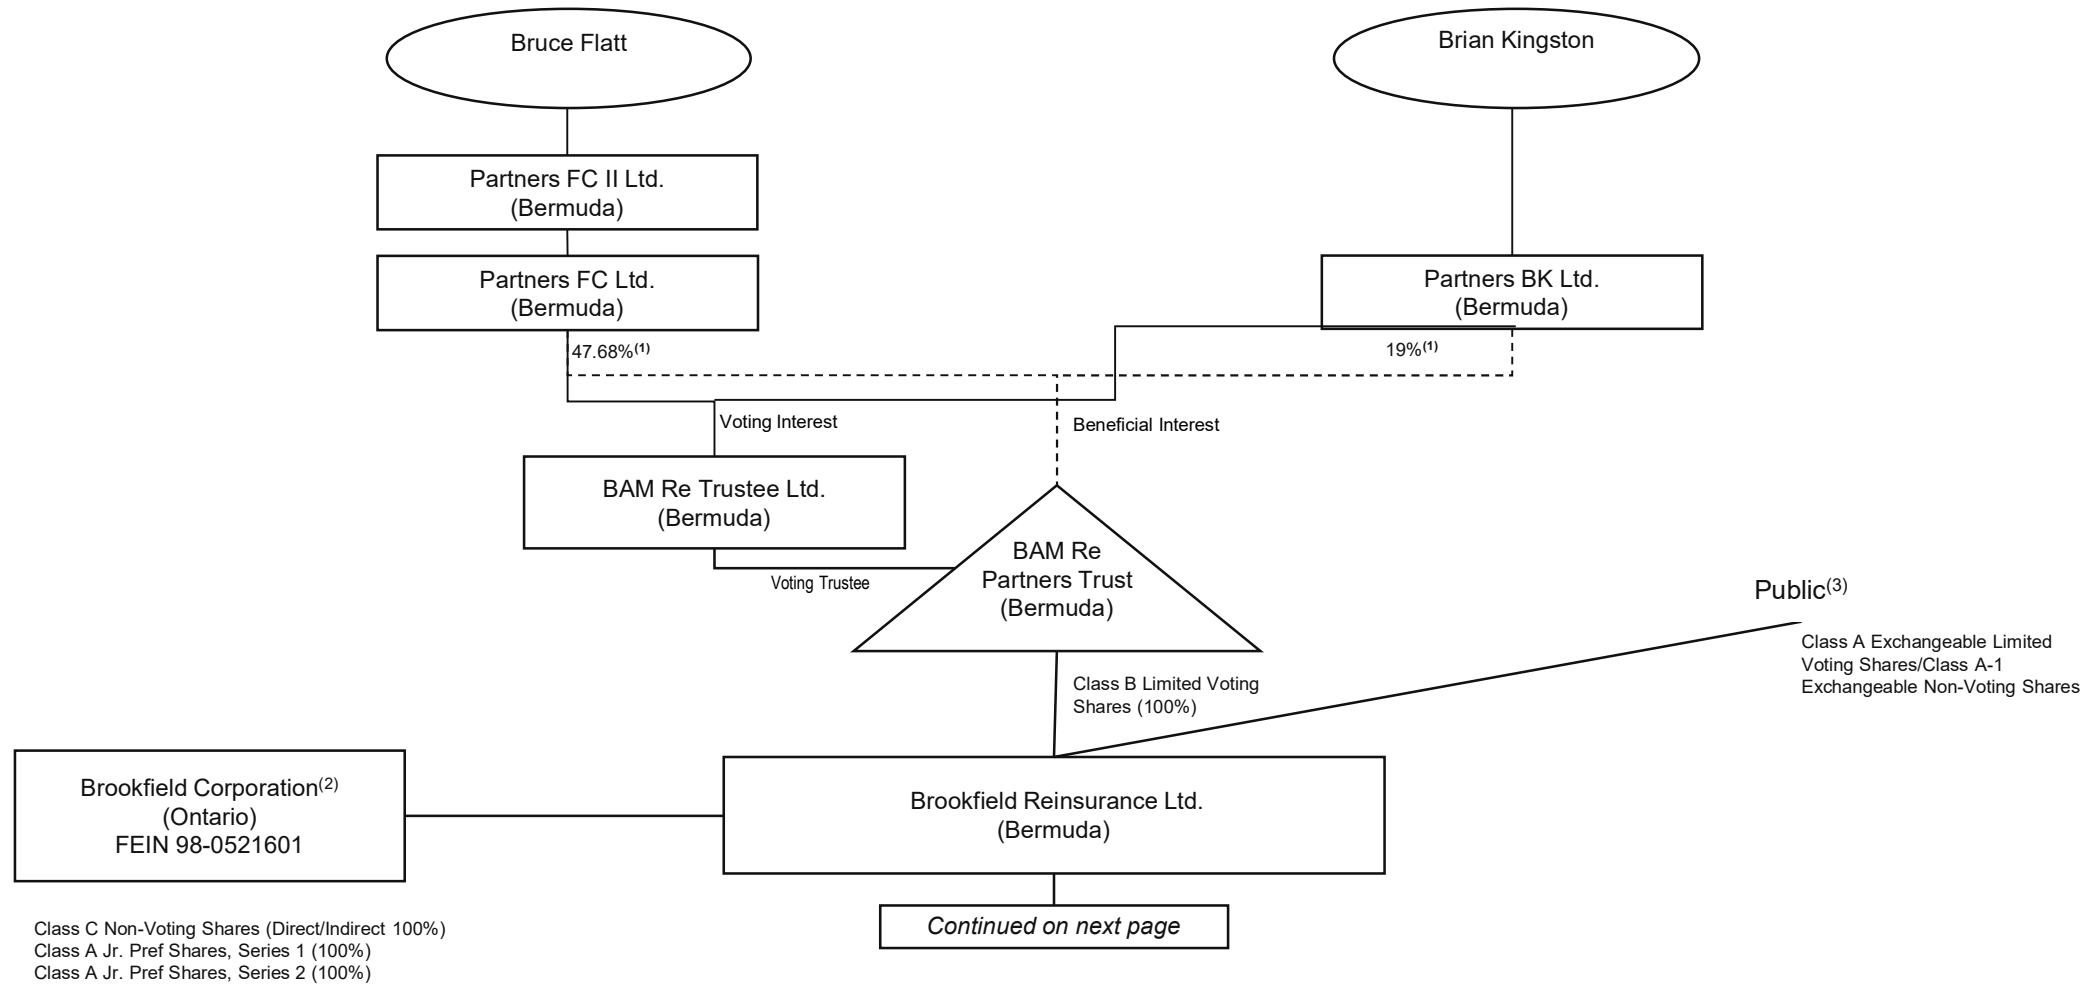 Bruce Flatt
Brian Kingston
Partners FC II Ltd.
(Bermuda)
Partners FC Ltd.
(Bermuda)
Partners BK Ltd.
(Bermuda)
47.68%(1)
19%(1)
Voting Interest
Beneficial Interest
BAM Re Trustee Ltd.
(Bermuda)
Voting Trustee
BAM Re
Partners Trust
(Bermuda)
Public(3)
Class A Exchangeable Limited
Voting Shares/Class A-1
Exchangeable Non-Voting Shares
Class B Limited Voting
Shares (100%)
Brookfield Corporation(2)
(Ontario)
FEIN 98-0521601
Brookfield Reinsurance Ltd.
(Bermuda)
Continued on next page
Class C Non-Voting Shares (Direct/Indirect 100%)
Class A Jr. Pref Shares, Series 1 (100%)
Class A Jr. Pref Shares, Series 2 (100%)